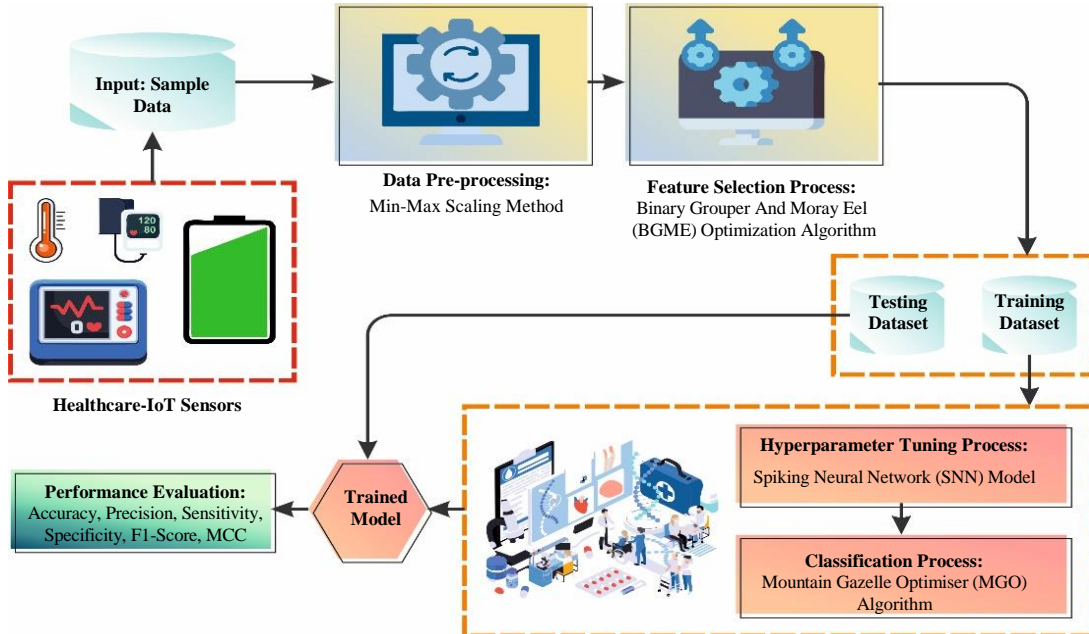 Input: Sample
Data
Data Pre-processing:
Min-Max Scaling Method
Feature Selection Process:
Binary Grouper And Moray Eel
(BGME) Optimization Algorithm
120
80
0
Healthcare-IoT Sensors
Testing
Dataset
Training
Dataset
Hyperparameter Tuning Process:
Spiking Neural Network (SNN) Model
Classification Process:
Mountain Gazelle Optimiser (MGO)
Algorithm
Trained
Model
Performance Evaluation:
Accuracy, Precision, Sensitivity,
Specificity, F1-Score, MCC